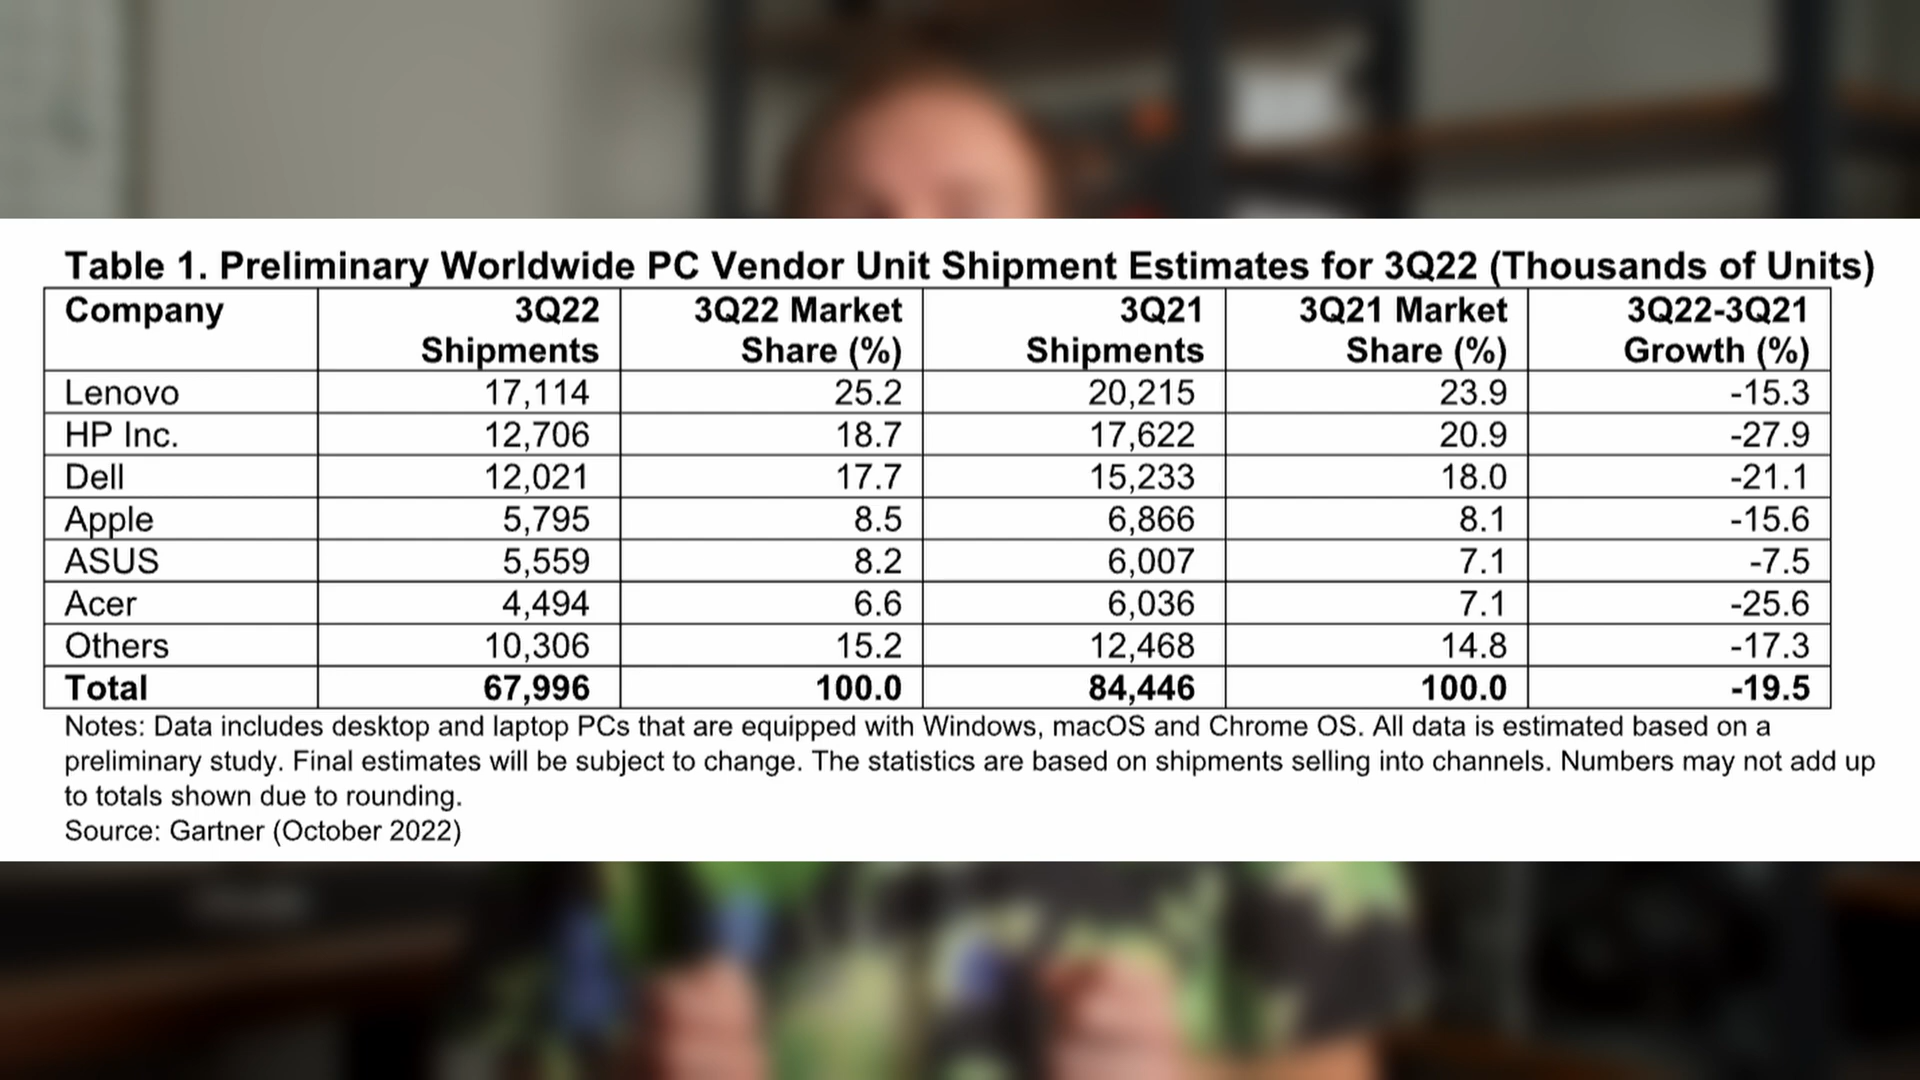 Table 1. Preliminary Worldwide PC Vendor Unit Shipment Estimates for 3Q22 (Thousands of Units)
Company 3Q22 Shipments 3Q22 Market Share (%) 3Q21 Shipments 3Q21 Market Share (%) 3Q22-3Q21 Growth (%)
Lenovo 17,114 25.2 20,215 23.9 -15.3
HP Inc. 12,706 18.7 17,622 20.9 -27.9
Dell 12,021 17.7 15,233 18.0 -21.1
Apple 5,795 8.5 6,866 8.1 -15.6
ASUS 5,559 8.2 6,007 7.1 -7.5
Acer 4,494 6.6 6,036 7.1 -25.6
Others 10,306 15.2 12,468 14.8 -17.3
Total 67,996 100.0 84,446 100.0 -19.5
Notes: Data includes desktop and laptop PCs that are equipped with Windows, macOS and Chrome OS. All data is estimated based on a
preliminary study. Final estimates will be subject to change. The statistics are based on shipments selling into channels. Numbers may not add up
to totals shown due to rounding.
Source: Gartner (October 2022)